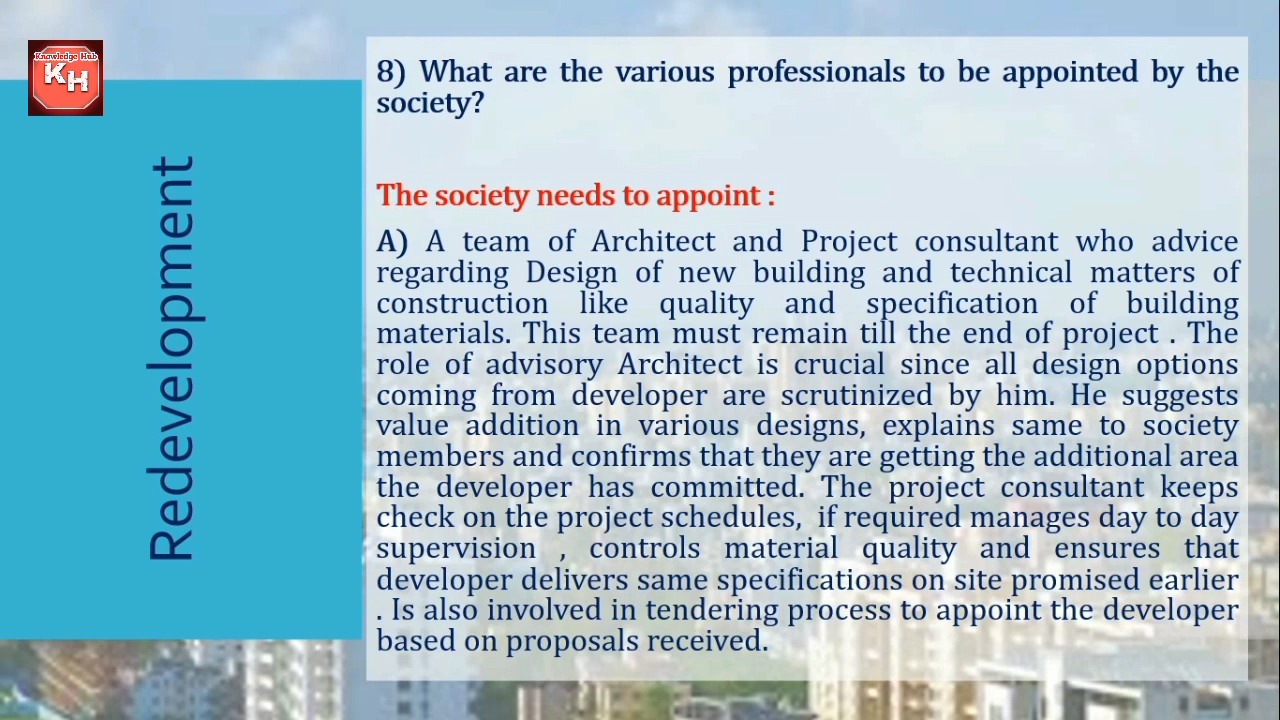 Knowledge Hub
KH
Redevelopment
8) What are the various professionals to be appointed by the
society?
The society needs to appoint :
A) A team of Architect and Project consultant who advice
regarding Design of new building and technical matters of
construction like quality and specification of building
materials. This team must remain till the end of project . The
role of advisory Architect is crucial since all design options
coming from developer are scrutinized by him. He suggests
value addition in various designs, explains same to society
members and confirms that they are getting the additional area
the developer has committed. The project consultant keeps
check on the project schedules, if required manages day to day
supervision , controls material quality and ensures that
developer delivers same specifications on site promised earlier
. Is also involved in tendering process to appoint the developer
based on proposals received.